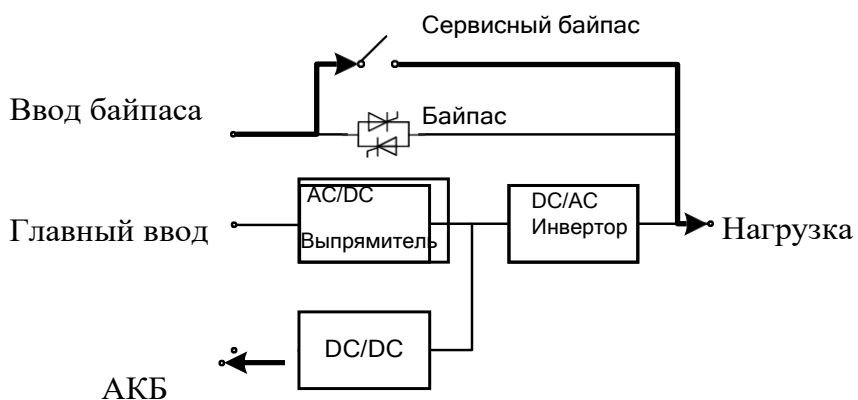 Сервисный байпас
Ввод байпаса
Байпас
AC/DC
Выпрямитель
DC/AC
Инвертор
Главный ввод
Нагрузка
DC/DC
АКБ